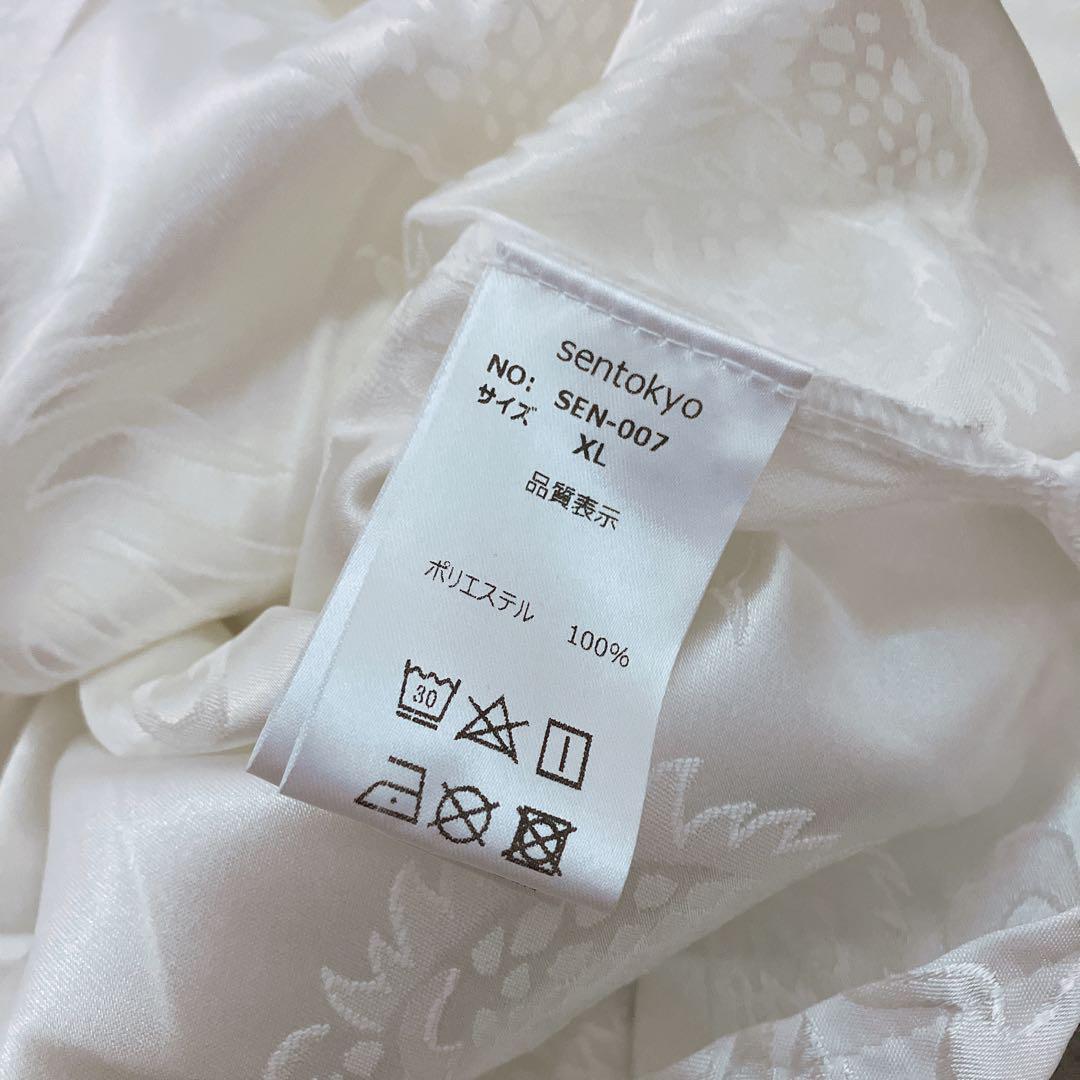 sentokyo
NO: SEN-007
サイズ XL
品質表示
ポリエステル 100%
30